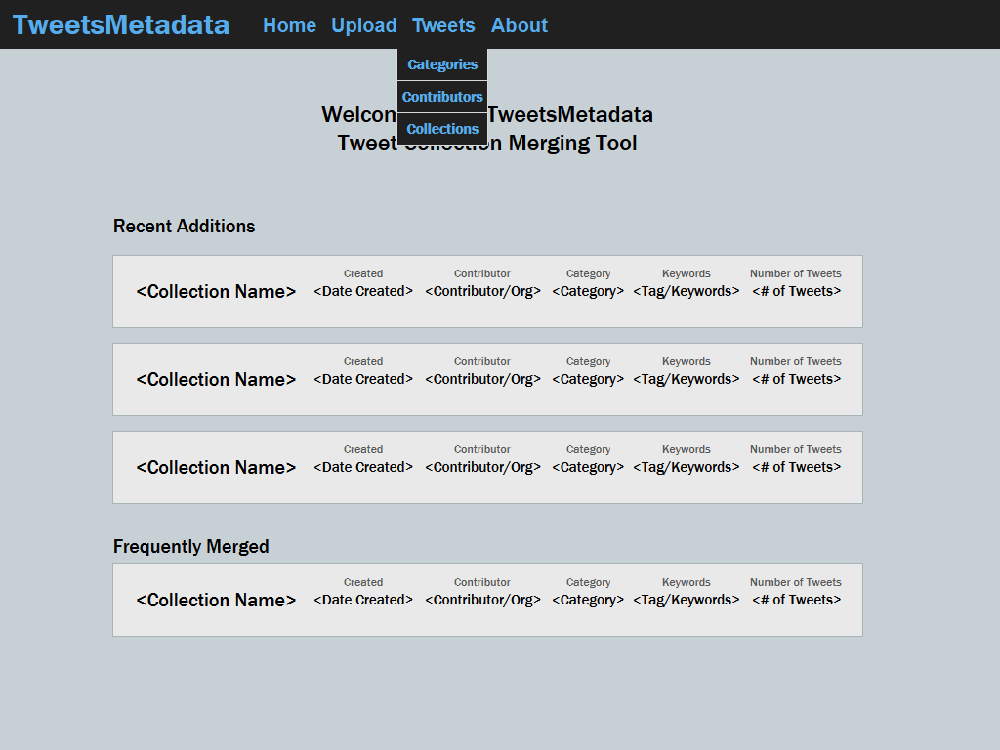 TweetsMetadata Home Upload Tweets About
Categories
Contributors
Collections
TweetsMetadata
Tweet Merging Tool
Recent Additions
Created Contributor Category Keywords Number of Tweets
<Collection Name> <Date Created> <Contributor/Org> <Category> <Tag/Keywords> <# of Tweets>
Created Contributor Category Keywords Number of Tweets
<Collection Name> <Date Created> <Contributor/Org> <Category> <Tag/Keywords> <# of Tweets>
Created Contributor Category Keywords Number of Tweets
<Collection Name> <Date Created> <Contributor/Org> <Category> <Tag/Keywords> <# of Tweets>
Frequently Merged
Created Contributor Category Keywords Number of Tweets
<Collection Name> <Date Created> <Contributor/Org> <Category> <Tag/Keywords> <# of Tweets>